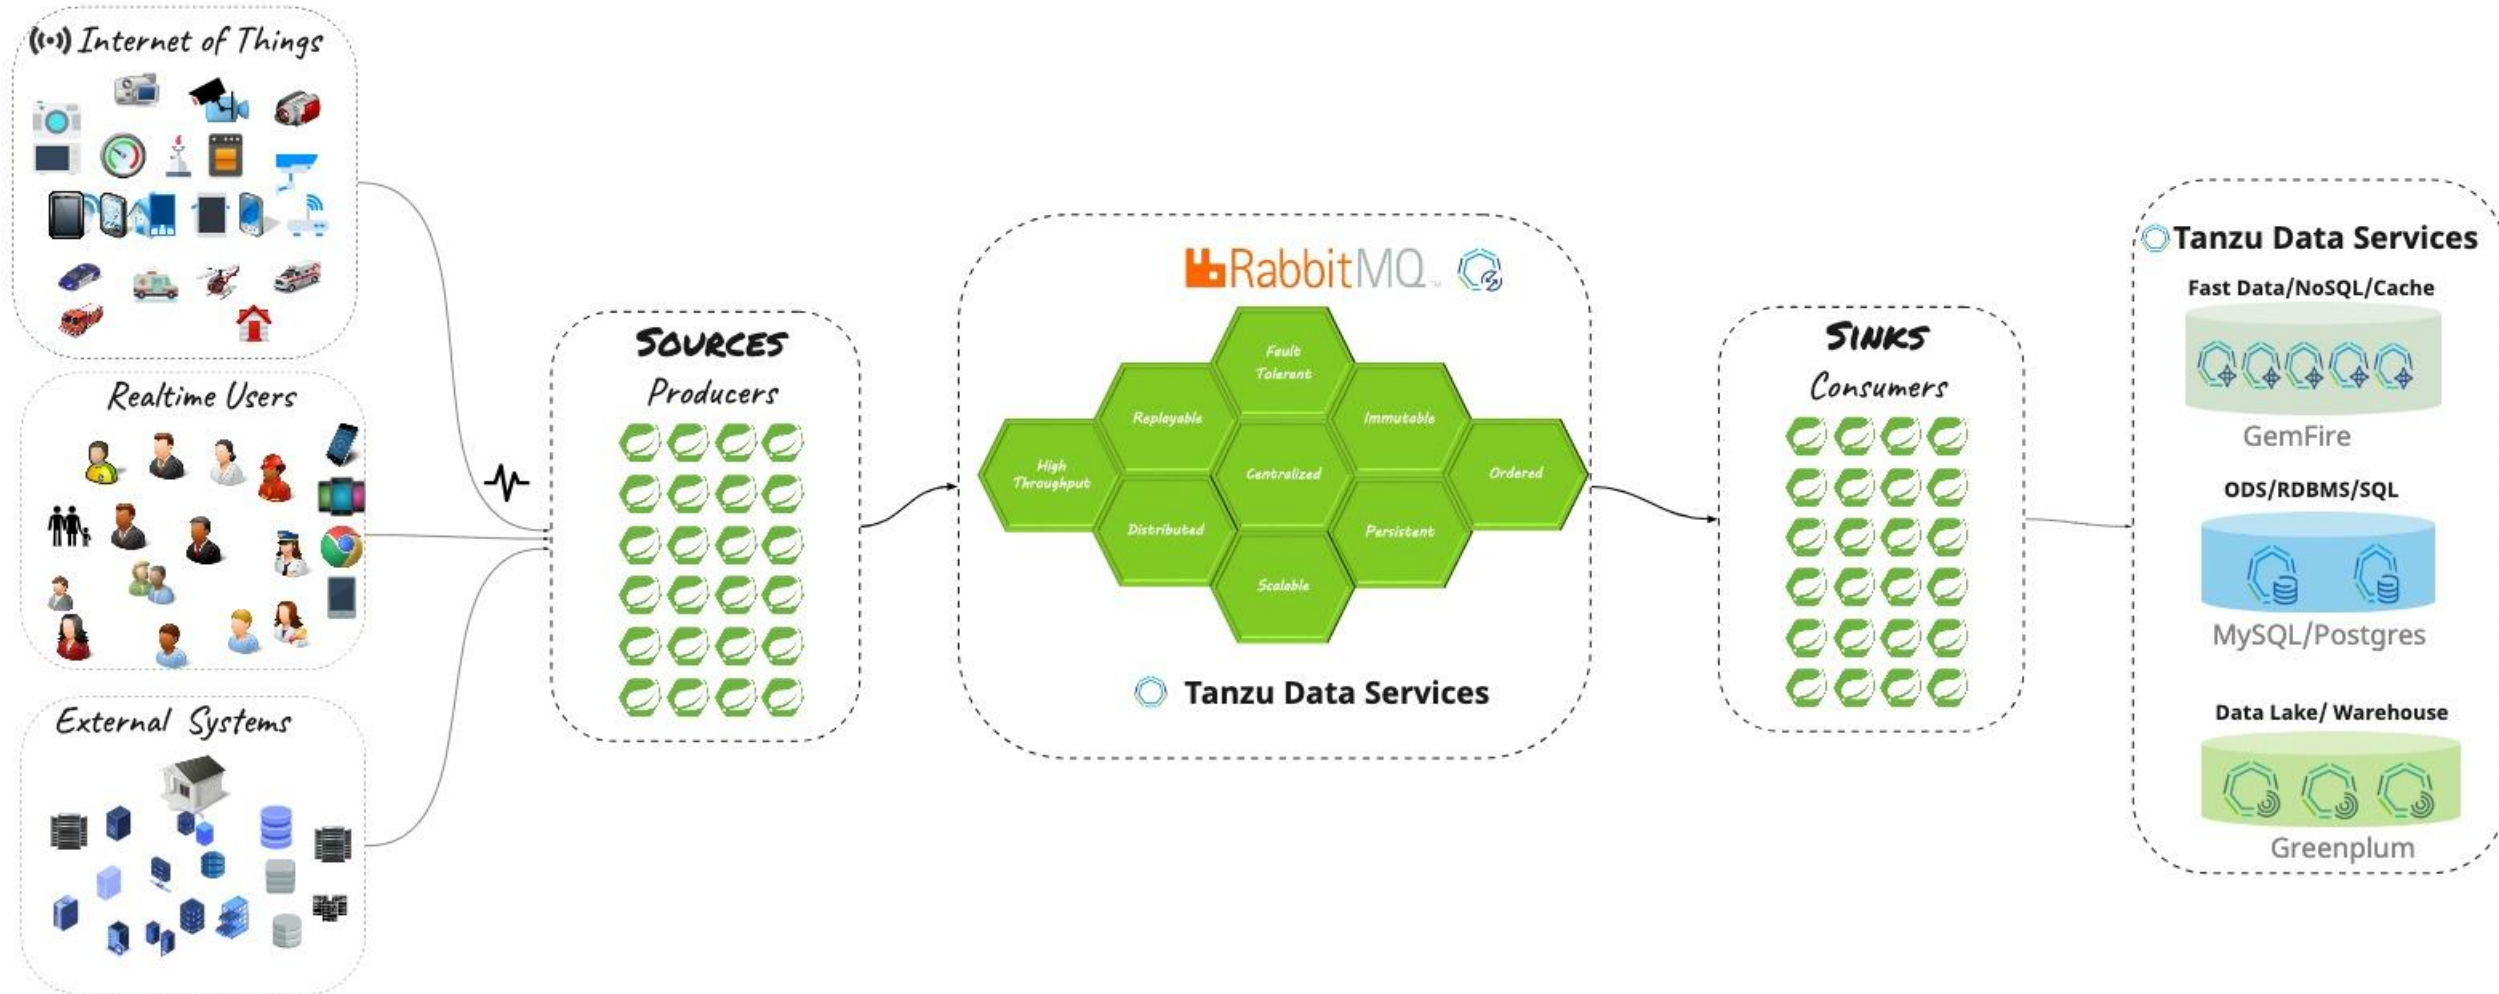 Internet of Things
Realtime Users
External Systems
SOURCES
Producers
RabbitMQ™
Fault
Tolerant
Replayable
Immutable
High
Throughput
Centralized
Ordered
Distributed
Persistent
Scalable
Tanzu Data Services
SINKS
Consumers
Tanzu Data Services
Fast Data/NoSQL/Cache
GemFire
ODS/RDBMS/SQL
MySQL/Postgres
Data Lake/ Warehouse
Greenplum